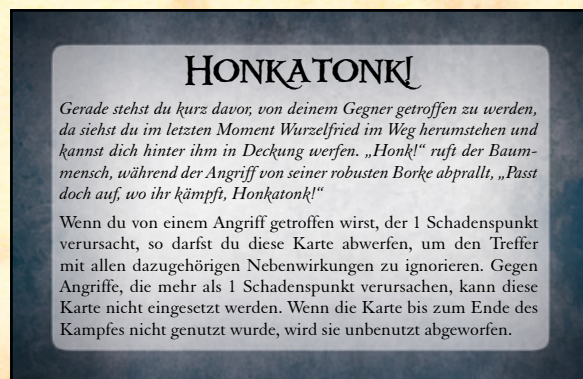 Honkatonk!
Gerade stehst du kurz davor, von deinem Gegner getroffen zu werden,
da siehst du im letzten Moment Wurzelfried im Weg herumstehen und
kannst dich hinter ihm in Deckung werfen. „Honk!“ ruft der Baum-
mensch, während der Angriff von seiner robusten Borke abprallt, „Passt
doch auf, wo ihr kämpft, Honkatonk!“
Wenn du von einem Angriff getroffen wirst, der 1 Schadenspunkt
verursacht, so darfst du diese Karte abwerfen, um den Treffer
mit allen dazugehörigen Nebenwirkungen zu ignorieren. Gegen
Angriffe, die mehr als 1 Schadenspunkt verursachen, kann diese
Karte nicht eingesetzt werden. Wenn die Karte bis zum Ende des
Kampfes nicht genutzt wurde, wird sie unbenutzt abgeworfen.